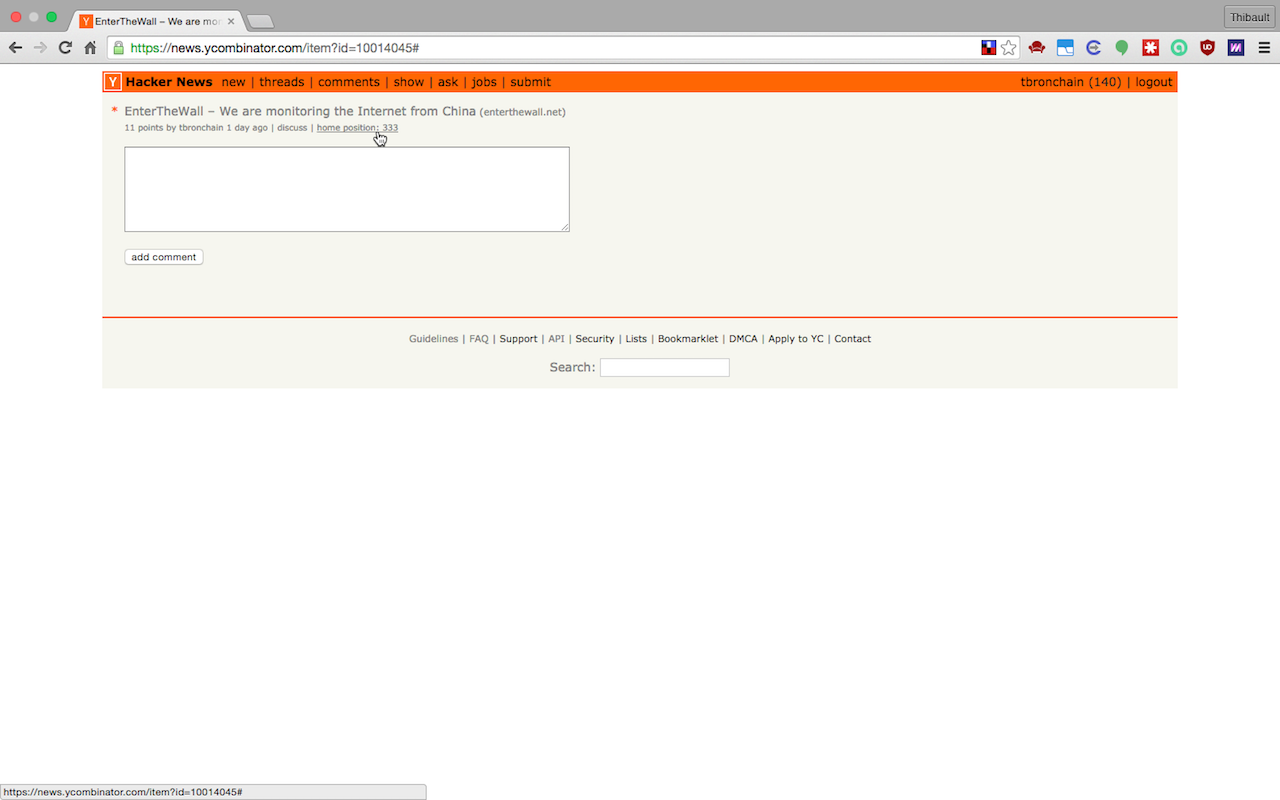 EnterTheWall – We are mon
Thibault
https://news.ycombinator.com/item?id=10014045#
Y Hacker News new | threads | comments | show | ask | jobs | submit
tbronchain (140) | logout
* EnterTheWall – We are monitoring the Internet from China (enterthewall.net)
11 points by tbronchain 1 day ago | discuss | home position: 333
add comment
Guidelines | FAQ | Support | API | Security | Lists | Bookmarklet | DMCA | Apply to YC | Contact
Search:
https://news.ycombinator.com/item?id=10014045#